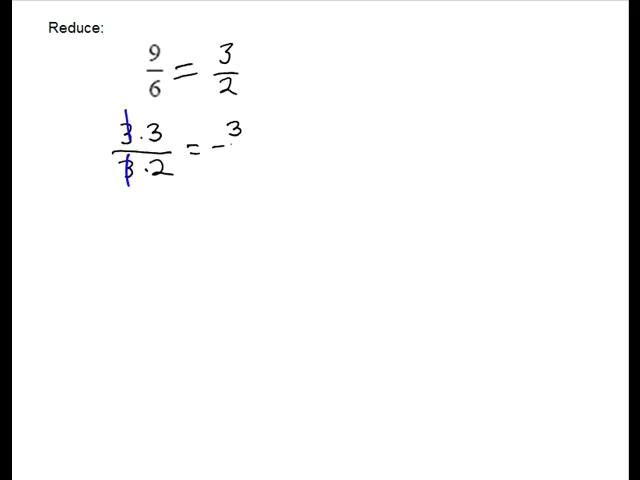 Reduce:
9/6 = 3/2
3·3/3·2 = -3